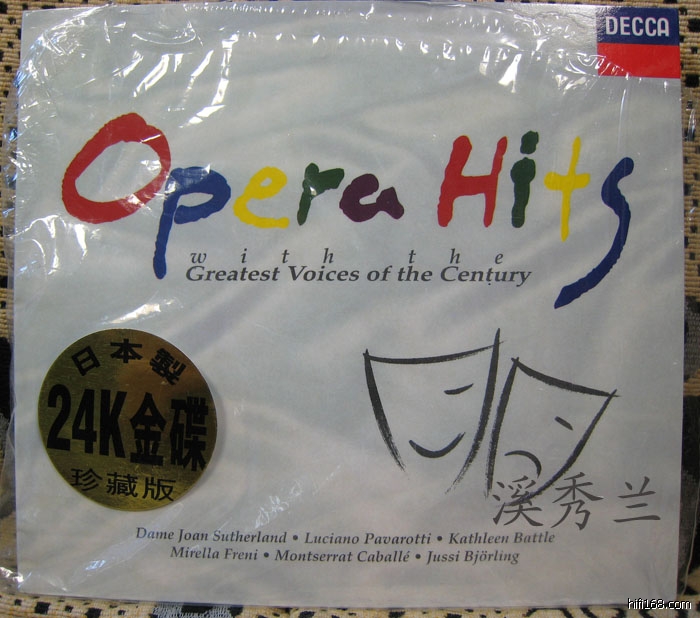 DECCA
Opera Hits
with the
Greatest Voices of the Century
日本製
24K金碟
珍藏版
溪秀兰
Dame Joan Sutherland • Luciano Pavarotti • Kathleen Battle
Mirella Freni • Montserrat Caballé • Jussi Björling
hifi168.com